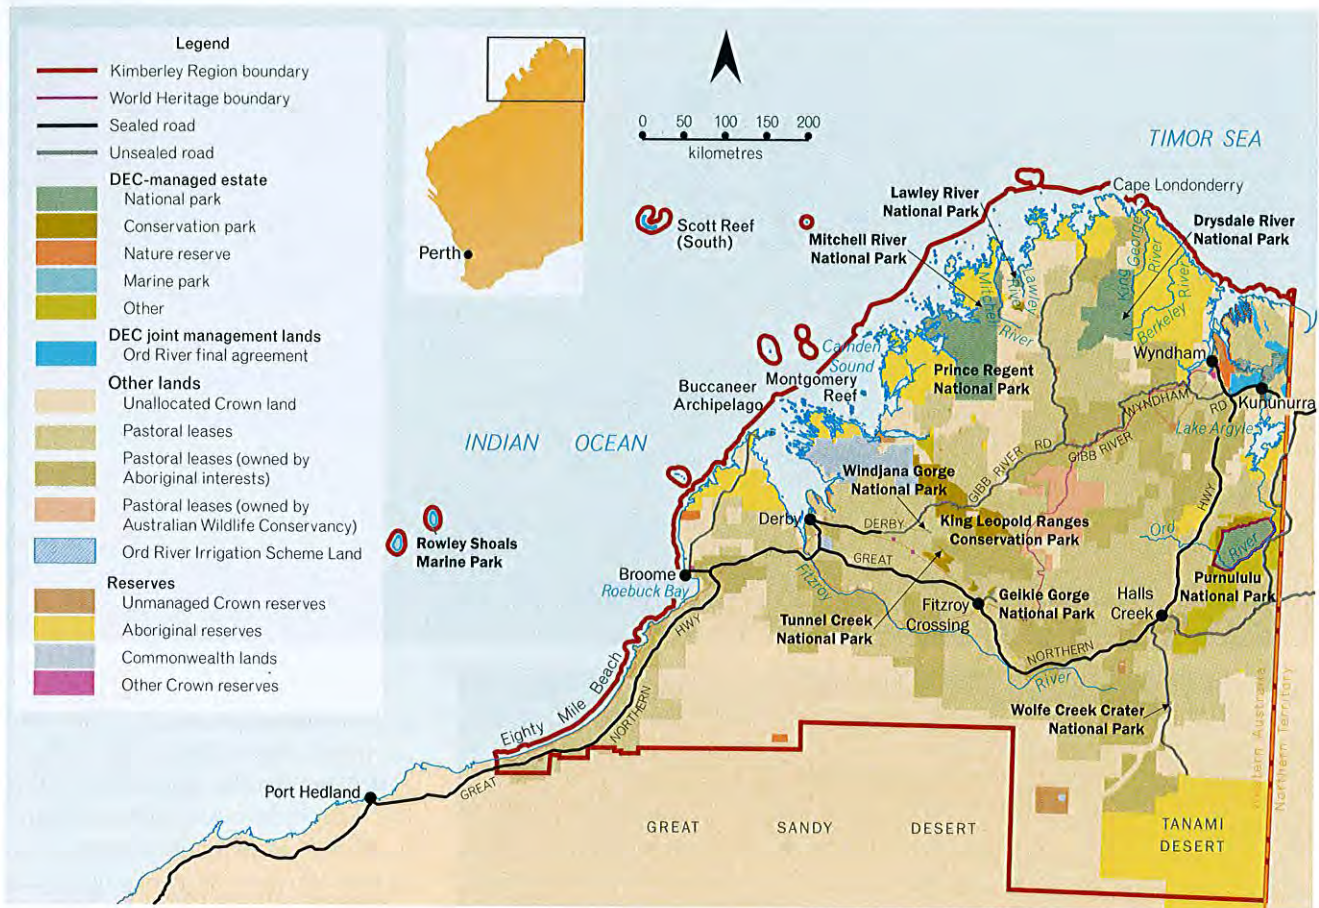 Legend
Kimberley Region boundary
World Heritage boundary
Sealed road
Unsealed road
DEC-managed estate
National park
Conservation park
Nature reserve
Marine park
Other
DEC joint management lands
Ord River final agreement
Other lands
Unallocated Crown land
Pastoral leases
Pastoral leases (owned by
Aboriginal interests)
Pastoral leases (owned by
Australian Wildlife Conservancy)
Ord River Irrigation Scheme Land
Reserves
Unmanaged Crown reserves
Aboriginal reserves
Commonwealth lands
Other Crown reserves
Perth
0 50 100 150 200
kilometres
TIMOR SEA
Cape Londonderry
Lawley River
National Park
Drysdale River
National Park
Scott Reef
(South)
Mitchell River
National Park
King George
River
Lawley
River
Mitchell
River
Berkeley River
Wyndham
Camden
Sound
Prince Regent
National Park
Montgomery
Reef
Buccaneer
Archipelago
Kununurra
WYNDHAM
RD
Lake Argyle
INDIAN OCEAN
GIBB RIVER RD
GIBB RIVER
HWY
Windjana Gorge
National Park
Derby
DERBY
King Leopold Ranges
Conservation Park
Ord
River
Rowley Shoals
Marine Park
GREAT
Broome
Roebuck Bay
Fitzroy
Purnululu
National Park
Geikie Gorge
National Park
Halls
Creek
Fitzroy
Crossing
Tunnel Creek
National Park
HWY
NORTHERN
River
Eighty Mile Beach
NORTHERN
Wolfe Creek Crater
National Park
Western Australia
Northern Territory
Port Hedland
GREAT
GREAT SANDY DESERT
TANAMI
DESERT